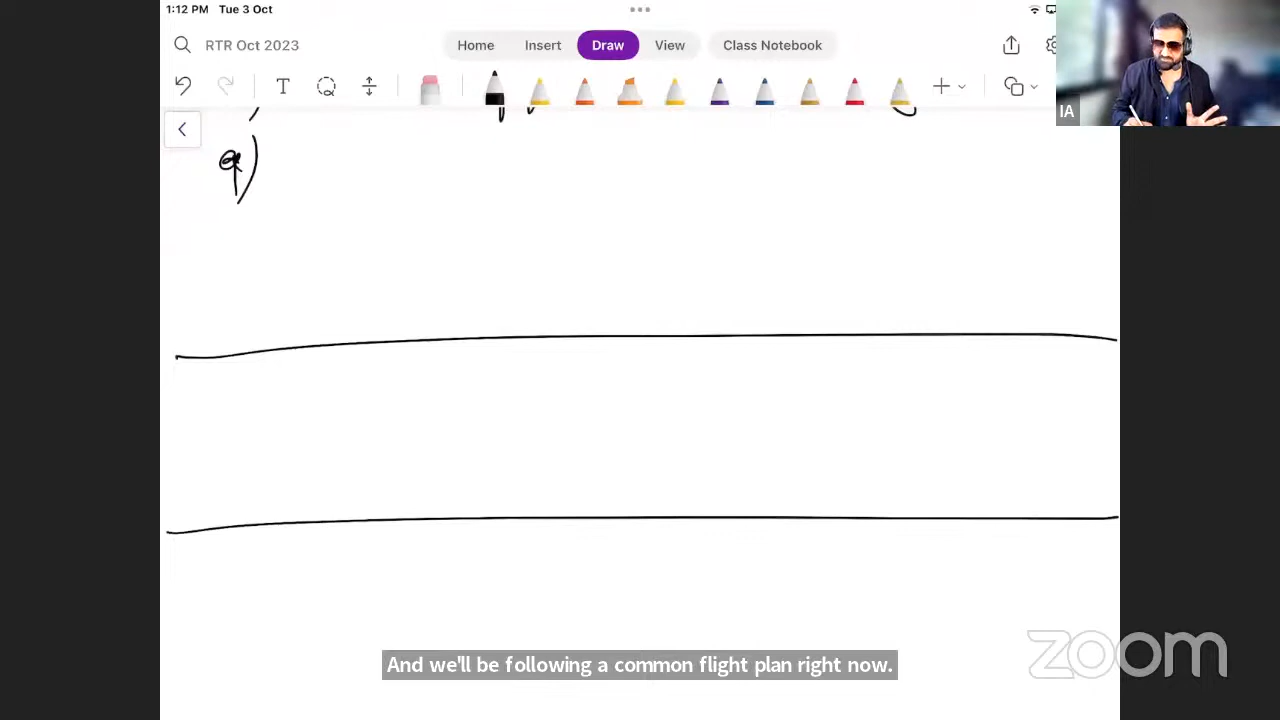 1:12 PM Tue 3 Oct
RTR Oct 2023
Home Insert Draw View Class Notebook
T
IA
q)
And we'll be following a common flight plan right now.
zoom